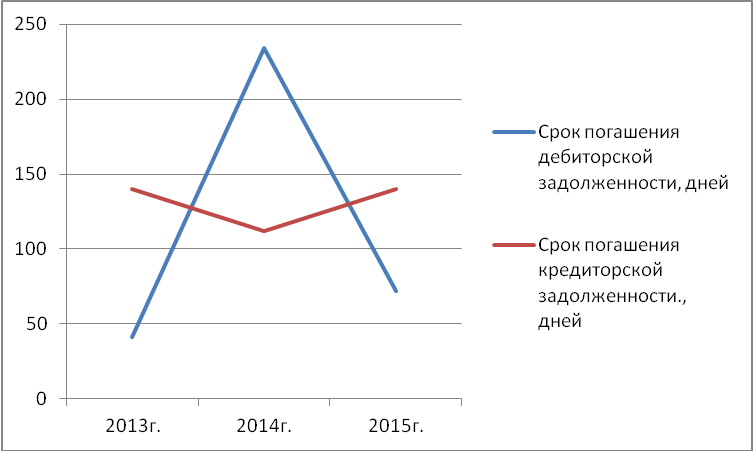 250
200
150
100
50
0
2013г.
2014г.
2015г.
Срок погашения
дебиторской
задолженности, дней
Срок погашения
кредиторской
задолженности.,
дней